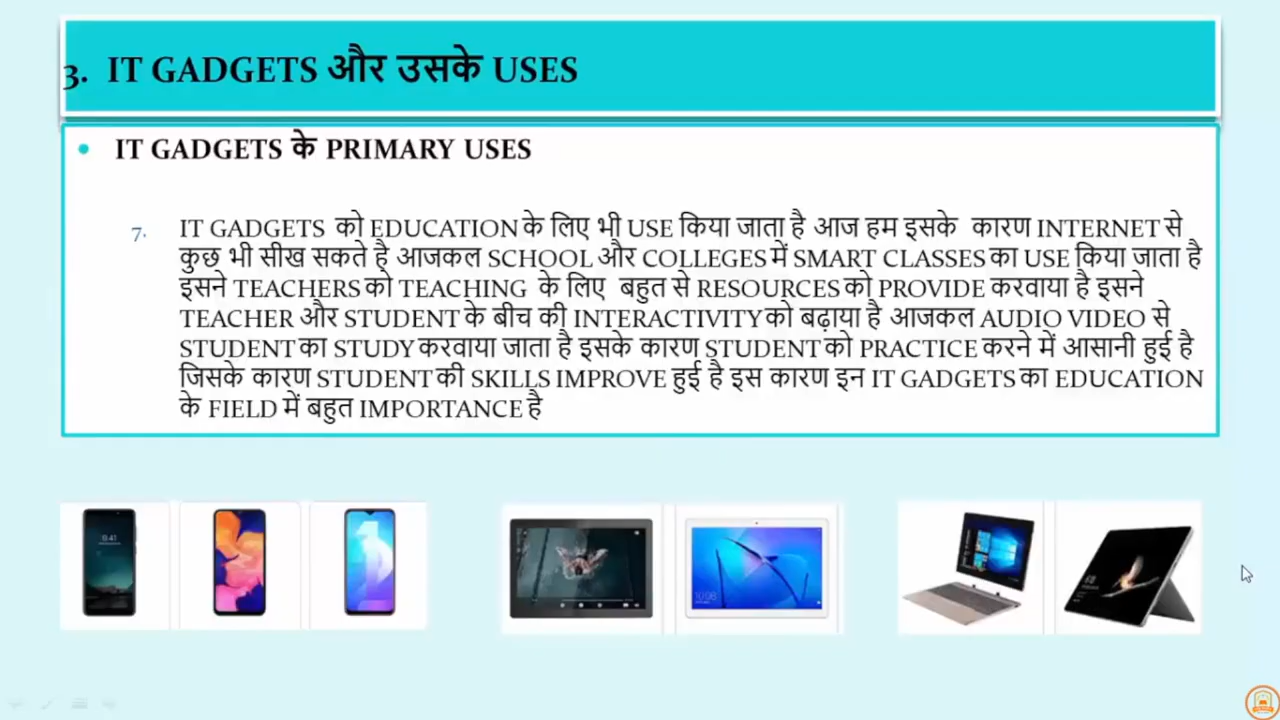 3. IT GADGETS और उसके USES
• IT GADGETS के PRIMARY USES
7. IT GADGETS को EDUCATION के लिए भी USE किया जाता है आज हम इसके कारण INTERNET से
कुछ भी सीख सकते है आजकल SCHOOL और COLLEGES में SMART CLASSES का USE किया जाता है
इसने TEACHERS को TEACHING के लिए बहुत से RESOURCES को PROVIDE करवाया है इसने
TEACHER और STUDENT के बीच की INTERACTIVITY को बढ़ाया है आजकल AUDIO VIDEO से
STUDENT का STUDY करवाया जाता है इसके कारण STUDENT को PRACTICE करने में आसानी हुई है
जिसके कारण STUDENT की SKILLS IMPROVE हुई है इस कारण इन IT GADGETS का EDUCATION
के FIELD में बहुत IMPORTANCE है